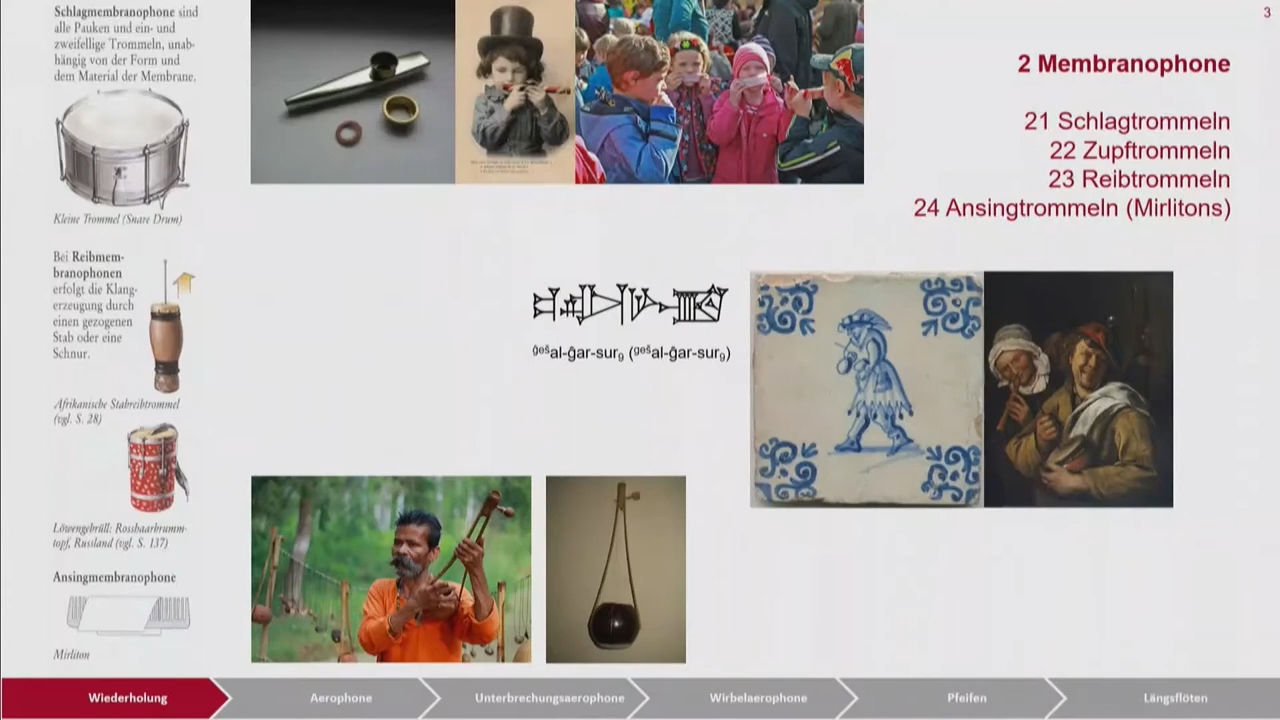 Schlagmembranophone sind
alle Pauken und ein- und
zweifellige Trommeln, unab-
hängig von der Form und
dem Material der Membrane.
Kleine Trommel (Snare Drum)
Bei Reibmem-
branophonen
erfolgt die Klang-
erzeugung durch
einen gezogenen
Stab oder eine
Schnur.
Afrikanische Stabreibtrommel
(vgl. S. 28)
Löwengebrüll: Rosshaarbrumm-
topf, Russland (vgl. S. 137)
Ansingmembranophone
Mirliton
3
2 Membranophone
21 Schlagtrommeln
22 Zupftrommeln
23 Reibtrommeln
24 Ansingtrommeln (Mirlitons)
ĝešal-ĝar-sur₉ (gešal-ĝar-sur₉)
Wiederholung
Aerophone
Unterbrechungsaerophone
Wirbelaerophone
Pfeifen
Längsflöten